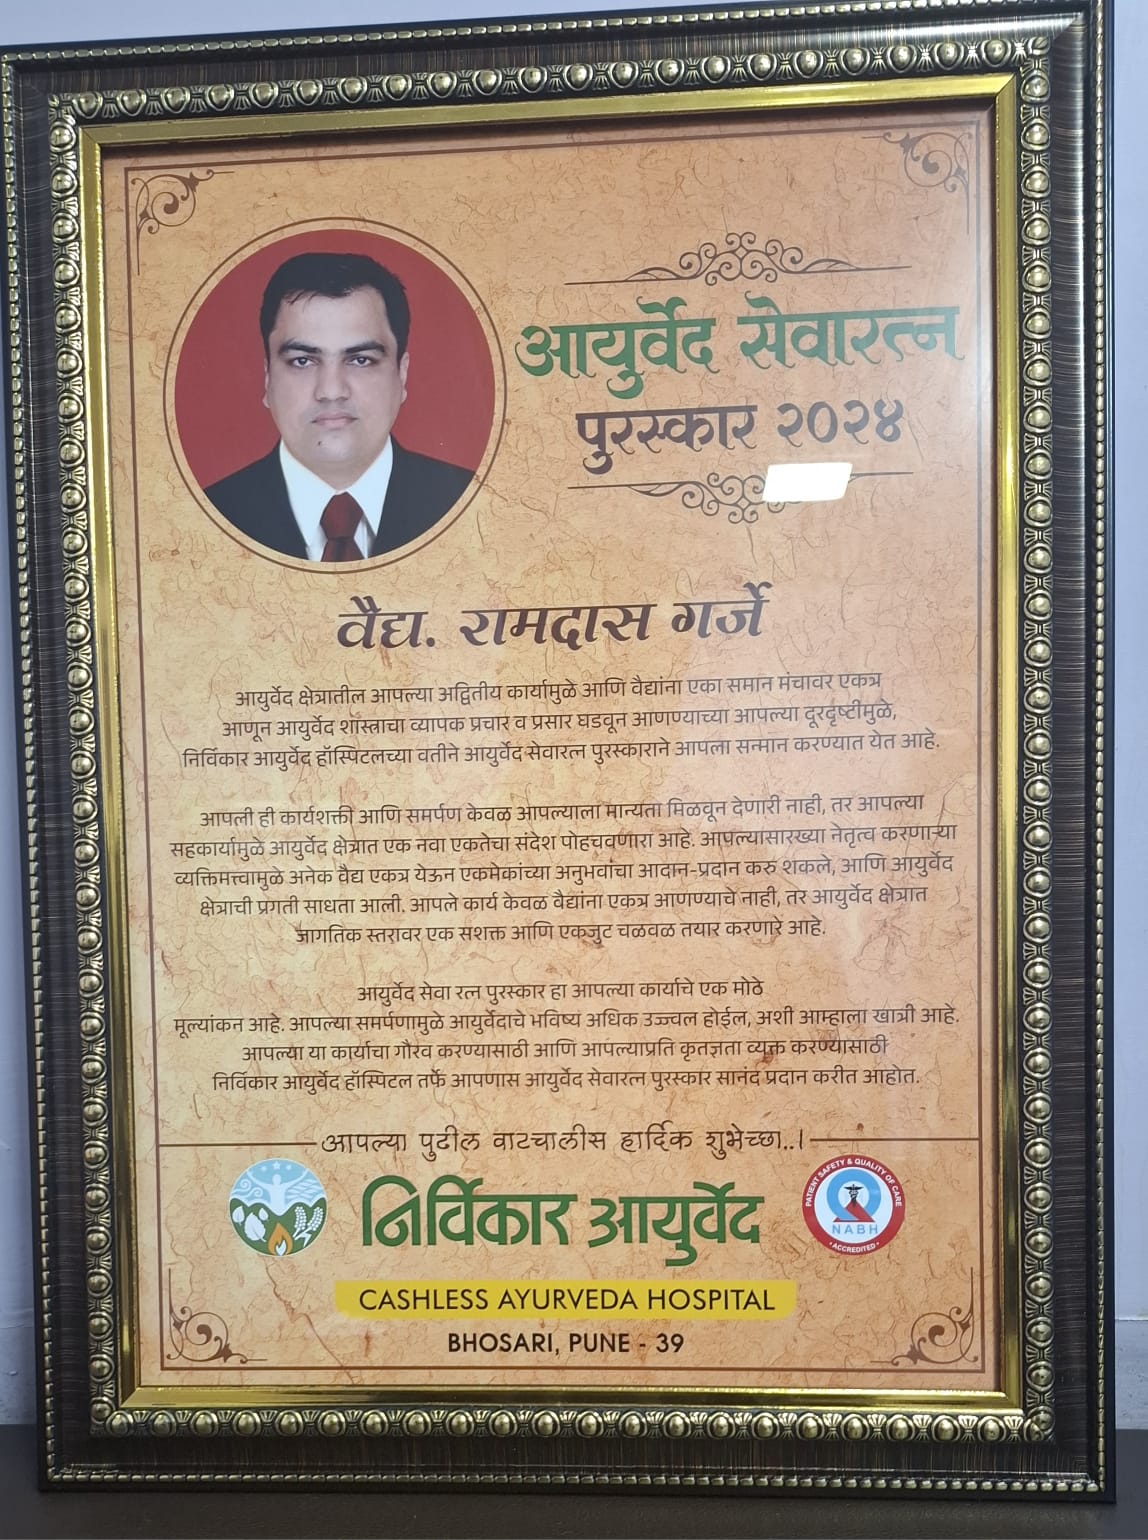 आयुर्वेद सेवारत्न
पुरस्कार २०२४
वैद्य. रामदास गर्जे
आयुर्वेद क्षेत्रातील आपल्या अद्वितीय कार्यामुळे आणि वैद्यांना एका समान मंचावर एकत्र
आणून आयुर्वेद शास्त्राचा व्यापक प्रचार व प्रसार घडवून आणण्याच्या आपल्या दूरदृष्टीमुळे,
निर्विकार आयुर्वेद हॉस्पिटलच्या वतीने आयुर्वेद सेवारत्न पुरस्काराने आपला सन्मान करण्यात येत आहे.
आपली ही कार्यशक्ती आणि समर्पण केवळ आपल्याला मान्यता मिळवून देणारी नाही, तर आपल्या
सहकार्यामुळे आयुर्वेद क्षेत्रात एक नवा एकतेचा संदेश पोहचवणारा आहे. आपल्यासारख्या नेतृत्व करणाऱ्या
व्यक्तिमत्त्वामुळे अनेक वैद्य एकत्र येऊन एकमेकांच्या अनुभवांचा आदान-प्रदान करु शकले, आणि आयुर्वेद
क्षेत्राची प्रगती साधता आली. आपले कार्य केवळ वैद्यांना एकत्र आणण्याचे नाही, तर आयुर्वेद क्षेत्रात
जागतिक स्तरावर एक सशक्त आणि एकजुट चळवळ तयार करणारे आहे.
आयुर्वेद सेवा रत्न पुरस्कार हा आपल्या कार्याचे एक मोठे
मूल्यांकन आहे. आपल्या समर्पणामुळे आयुर्वेदाचे भविष्य अधिक उज्ज्वल होईल, अशी आम्हाला खात्री आहे.
आपल्या या कार्याचा गौरव करण्यासाठी आणि आपल्याप्रति कृतज्ञता व्यक्त करण्यासाठी
निर्विकार आयुर्वेद हॉस्पिटल तर्फे आपणास आयुर्वेद सेवारत्न पुरस्कार सानंद प्रदान करीत आहोत.
आपल्या पुढील वाटचालीस हार्दिक शुभेच्छा..!
निर्विकार आयुर्वेद
PATIENT SAFETY & QUALITY OF CARE
NABH
• ACCREDITED •
CASHLESS AYURVEDA HOSPITAL
BHOSARI, PUNE - 39